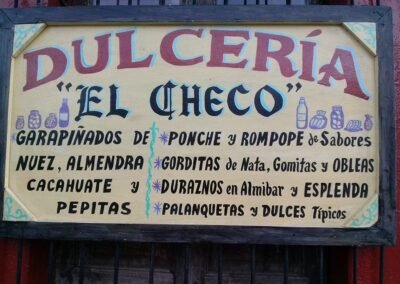 DULCERÍA
"EL CHECO"
*GARAPIÑADOS DE
NUEZ, ALMENDRA
CACAHUATE y
PEPITAS
*PONCHE y ROMPOPE de Sabores
*GORDITAS de Nata, Gomitas y OBLEAS
*DURAZNOS en Almibar y ESPLENDA
*PALANQUETAS y DULCES Típicos